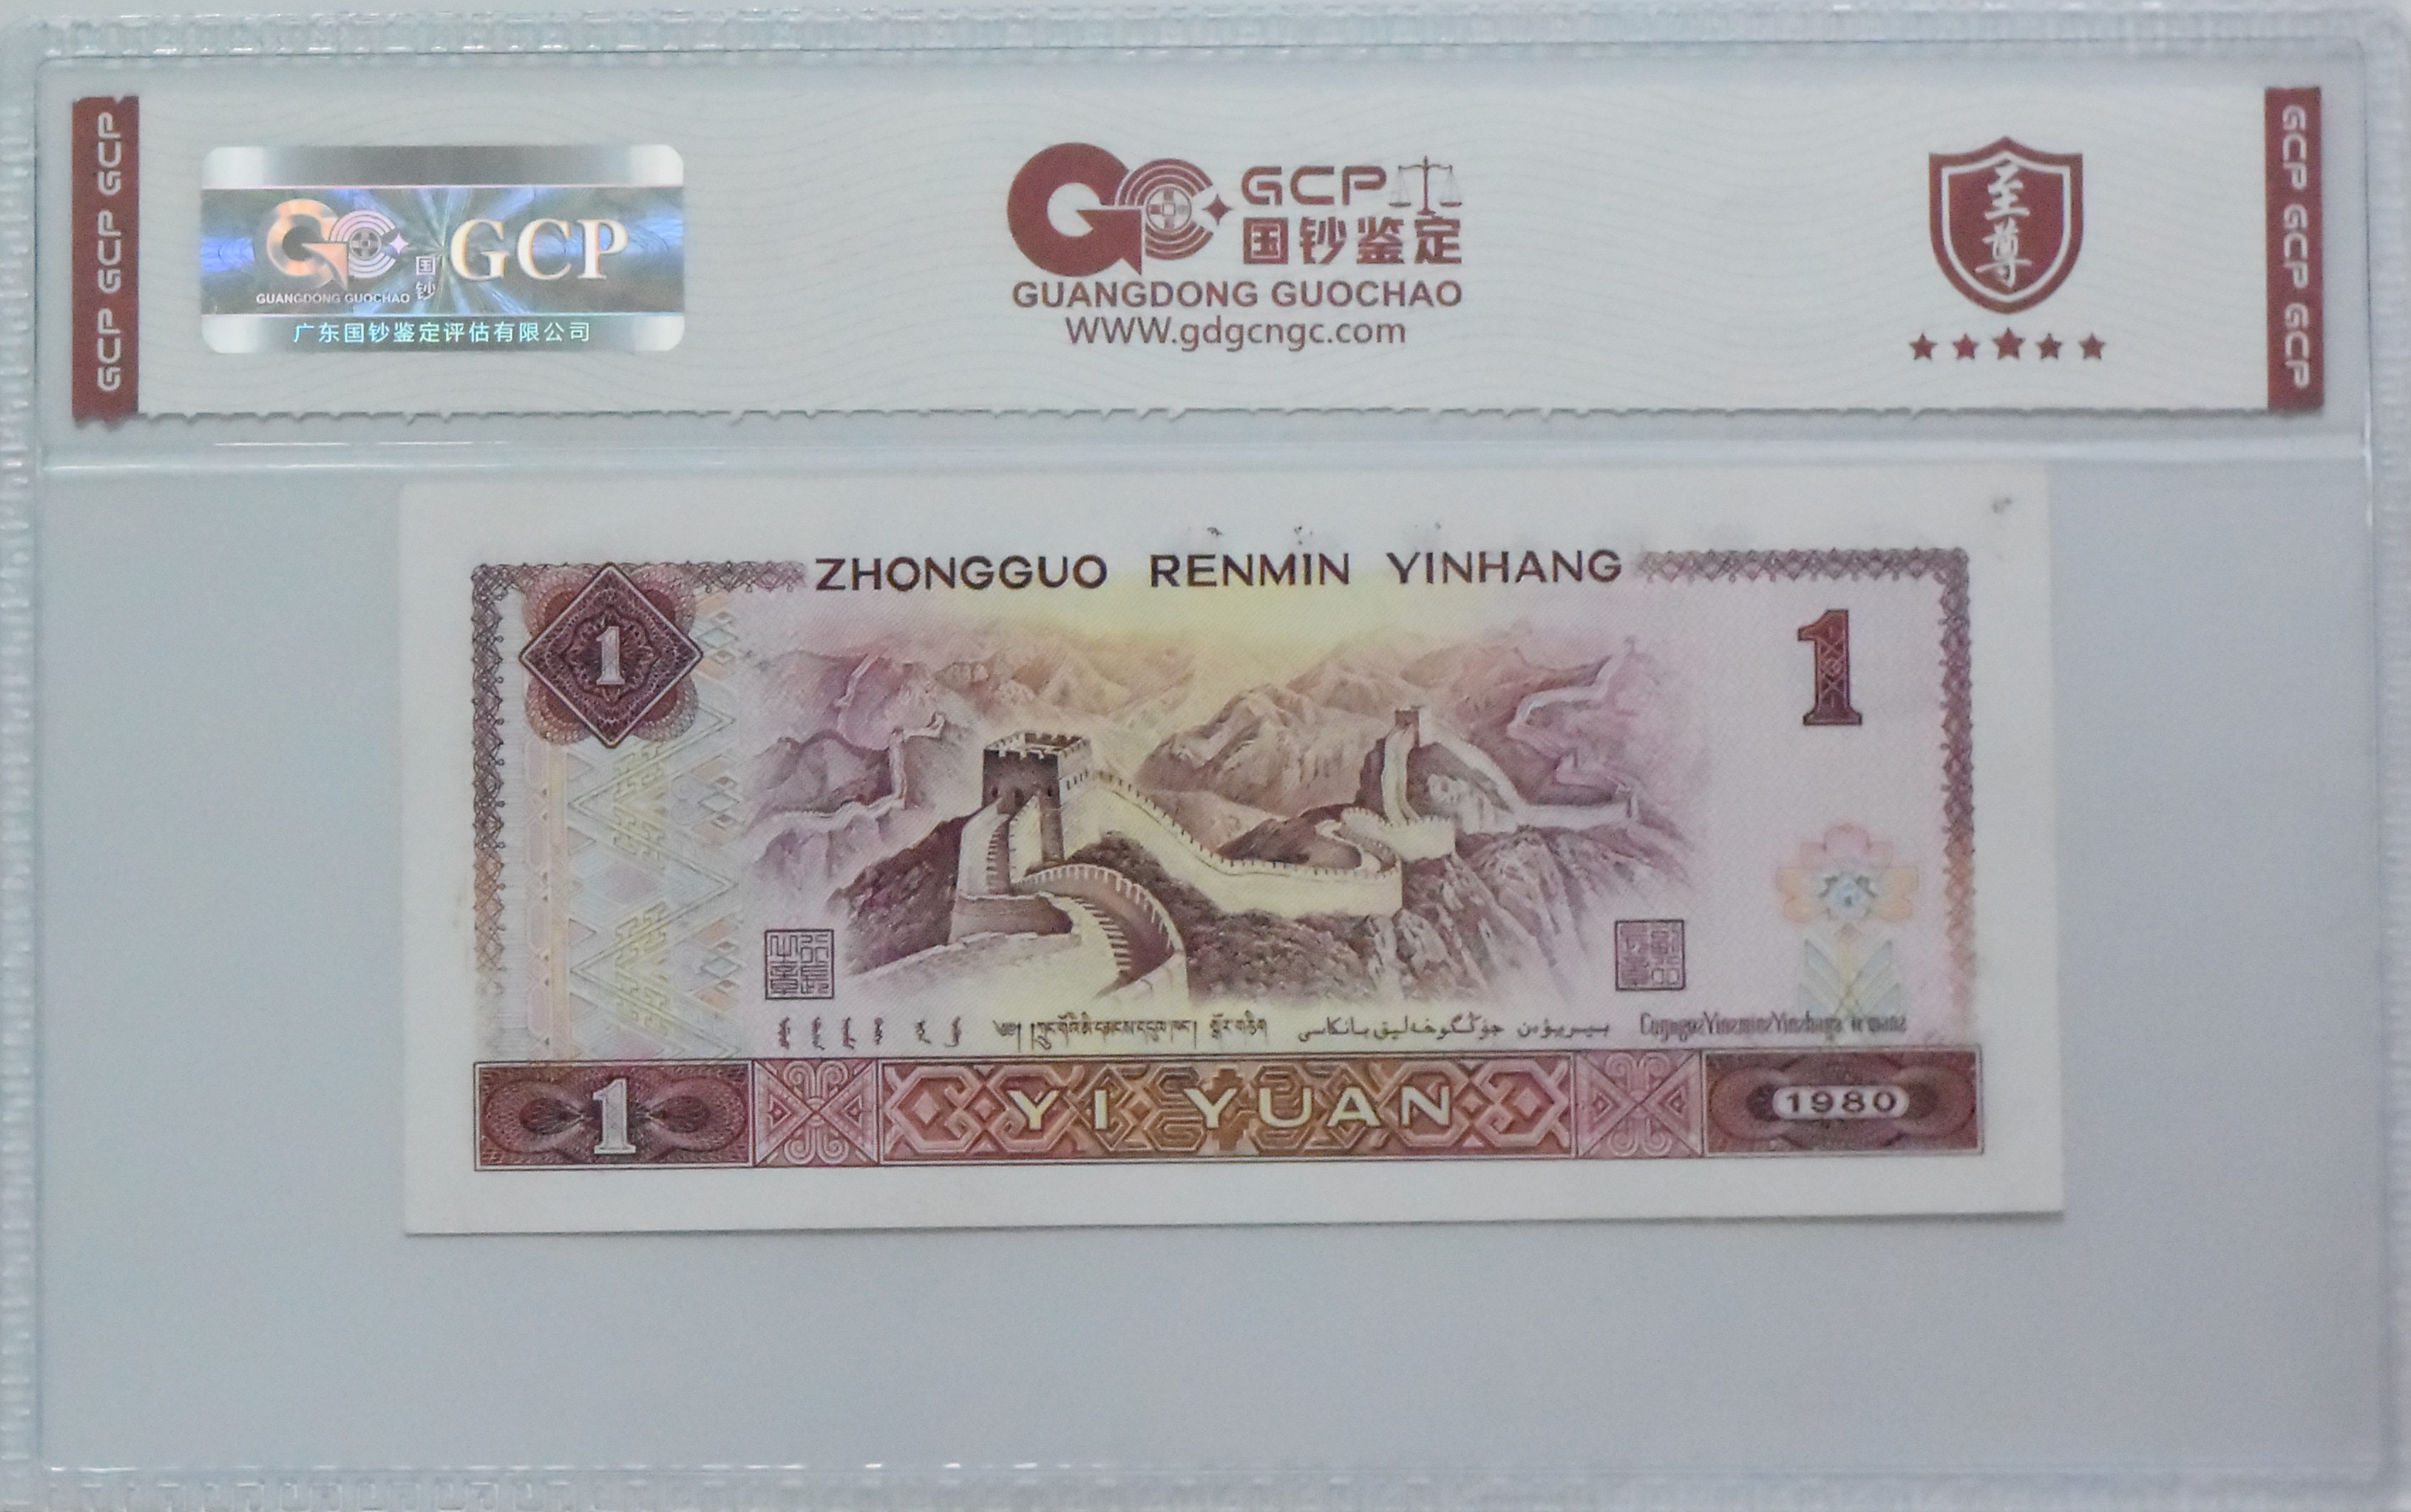 GCP GCP GCP
国
钞
GCP
GUANGDONG GUOCHAO
广东国钞鉴定评估有限公司
GCP
国钞鉴定
GUANGDONG GUOCHAO
WWW.gdgcngc.com
至
尊
GCP GCP GCP
ZHONGGUO RENMIN YINHANG
1
1
1
YI YUAN
1980